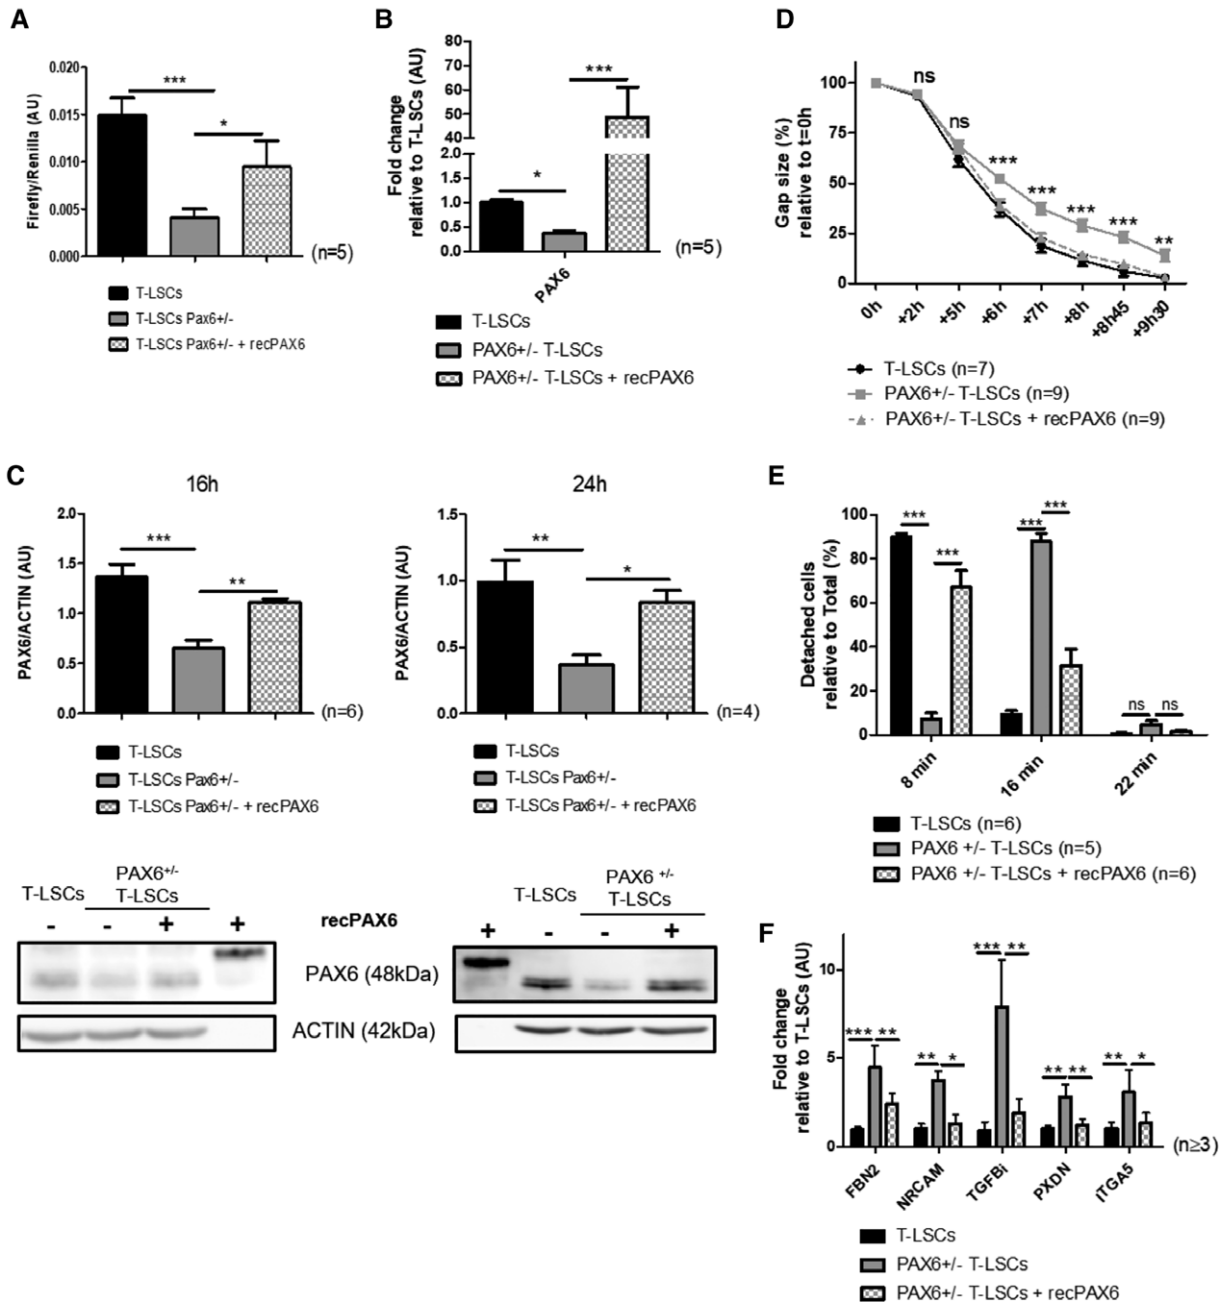 A
Firefly/Renilla (AU)
0.020
0.015
0.010
0.005
0.000
***
*
(n=5)
T-LSCs
T-LSCs Pax6+/-
T-LSCs Pax6+/- + recPAX6
B
Fold change
relative to T-LSCs (AU)
80
70
60
50
40
2.0
1.5
1.0
0.5
0.0
*
***
(n=5)
PAX6
T-LSCs
PAX6+/- T-LSCs
PAX6+/- T-LSCs + recPAX6
D
Gap size (%)
relative to t=0h
100
75
50
25
0
ns
ns
***
***
***
***
**
0h
+2h
+5h
+6h
+7h
+8h
+8h45
+9h30
T-LSCs (n=7)
PAX6+/- T-LSCs (n=9)
PAX6+/- T-LSCs + recPAX6 (n=9)
C
16h
PAX6/ACTIN (AU)
2.0
1.5
1.0
0.5
0.0
***
**
(n=6)
T-LSCs
T-LSCs Pax6+/-
T-LSCs Pax6+/- + recPAX6
24h
PAX6/ACTIN (AU)
1.5
1.0
0.5
0.0
**
*
(n=4)
T-LSCs
T-LSCs Pax6+/-
T-LSCs Pax6+/- + recPAX6
T-LSCs
PAX6+/-
T-LSCs
- - + +
recPAX6
T-LSCs
PAX6 +/-
T-LSCs
+ - - +
PAX6 (48kDa)
ACTIN (42kDa)
E
Detached cells
relative to Total (%)
100
80
60
40
20
0
***
***
***
***
ns
ns
8 min
16 min
22 min
T-LSCs (n=6)
PAX6 +/- T-LSCs (n=5)
PAX6 +/- T-LSCs + recPAX6 (n=6)
F
Fold change
relative to T-LSCs (AU)
10
5
0
*** **
** *
*** **
** **
** *
FBN2
NRCAM
TGFBi
PXDN
ITGA5
(n≥3)
T-LSCs
PAX6+/- T-LSCs
PAX6+/- T-LSCs + recPAX6